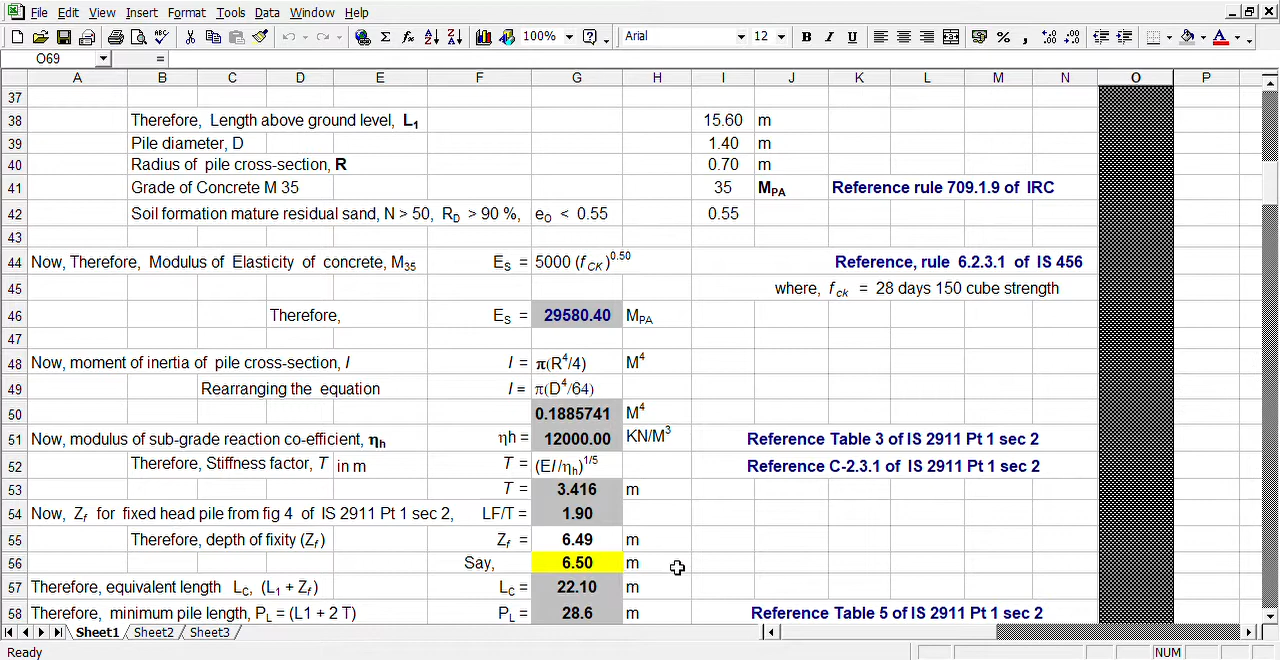 File Edit View Insert Format Tools Data Window Help
100% Arial 12 B I U
O69 =
A B C D E F G H I J K L M N O P
37
38 Therefore, Length above ground level, L1 15.60 m
39 Pile diameter, D 1.40 m
40 Radius of pile cross-section, R 0.70 m
41 Grade of Concrete M 35 35 MPA Reference rule 709.1.9 of IRC
42 Soil formation mature residual sand, N > 50, RD > 90 %, eO < 0.55 0.55
43
44 Now, Therefore, Modulus of Elasticity of concrete, M35 ES = 5000 (fCK)0.50 Reference, rule 6.2.3.1 of IS 456
45 where, fck = 28 days 150 cube strength
46 Therefore, ES = 29580.40 MPA
47
48 Now, moment of inertia of pile cross-section, I I = π(R4/4) M4
49 Rearranging the equation I = π(D4/64)
50 0.1885741 M4
51 Now, modulus of sub-grade reaction co-efficient, ηh ηh = 12000.00 KN/M3 Reference Table 3 of IS 2911 Pt 1 sec 2
52 Therefore, Stiffness factor, T in m T = (EI/ηh)1/5 Reference C-2.3.1 of IS 2911 Pt 1 sec 2
53 T = 3.416 m
54 Now, Zf for fixed head pile from fig 4 of IS 2911 Pt 1 sec 2, LF/T = 1.90
55 Therefore, depth of fixity (Zf) Zf = 6.49 m
56 Say, 6.50 m
57 Therefore, equivalent length LC, (L1 + Zf) LC = 22.10 m
58 Therefore, minimum pile length, PL = (L1 + 2 T) PL = 28.6 m Reference Table 5 of IS 2911 Pt 1 sec 2
Sheet1 Sheet2 Sheet3
Ready NUM